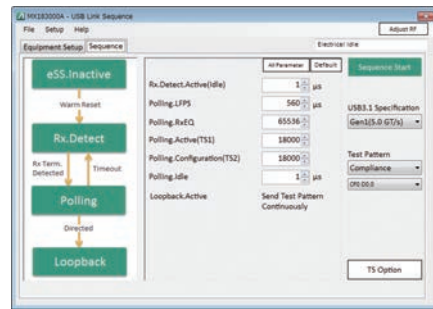 MX183000A - USB Link Sequence
File Setup Help
Adjust RF
Equipment Setup Sequence
Electrical Idle
All Parameter Default
Sequence Start
eSS.Inactive
Warm Reset
Rx.Detect
Rx Term. Detected
Timeout
Polling
Directed
Loopback
Rx.Detect.Active(Idle) 1 µs
Polling.LFPS 560 µs
Polling.RxEQ 65536
Polling.Active(TS1) 18000
Polling.Configuration(TS2) 18000
Polling.Idle 1 µs
Loopback.Active Send Test Pattern
Continuously
USB3.1 Specification
Gen1(5.0 GT/s)
Test Pattern
Compliance
CP0:D0.0
TS Option